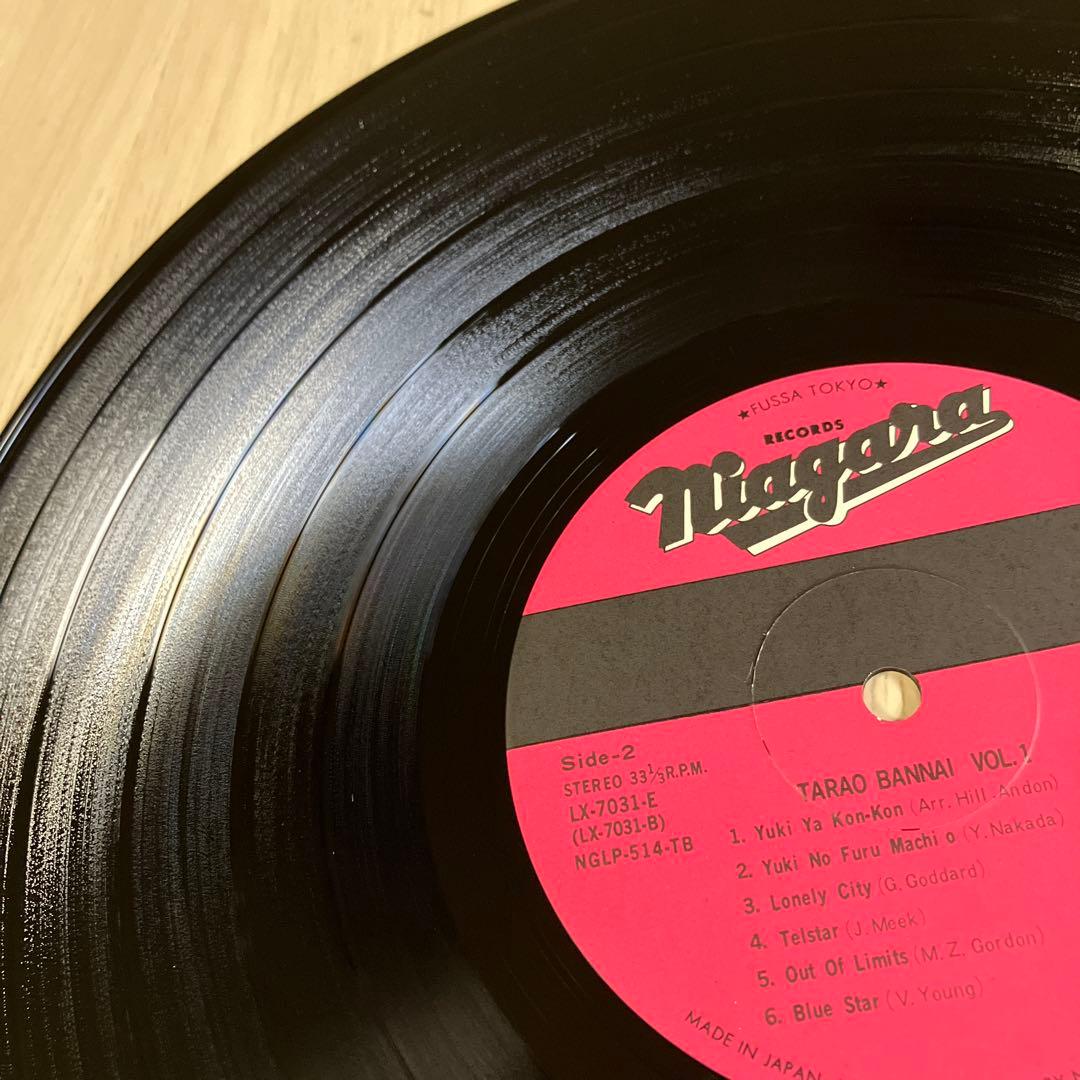 ★FUSSA TOKYO★
RECORDS
Niagara
Side-2
STEREO 33⅓R.P.M.
LX-7031-E
(LX-7031-B)
NGLP-514-TB
TARAO BANNAI VOL.1
1. Yuki Ya Kon-Kon (Arr. Hill Andon)
2. Yuki No Furu Machi o (Y. Nakada)
3. Lonely City (G. Goddard)
4. Telstar (J. Meek)
5. Out Of Limits (M. Z. Gordon)
6. Blue Star (V. Young)
MADE IN JAPAN